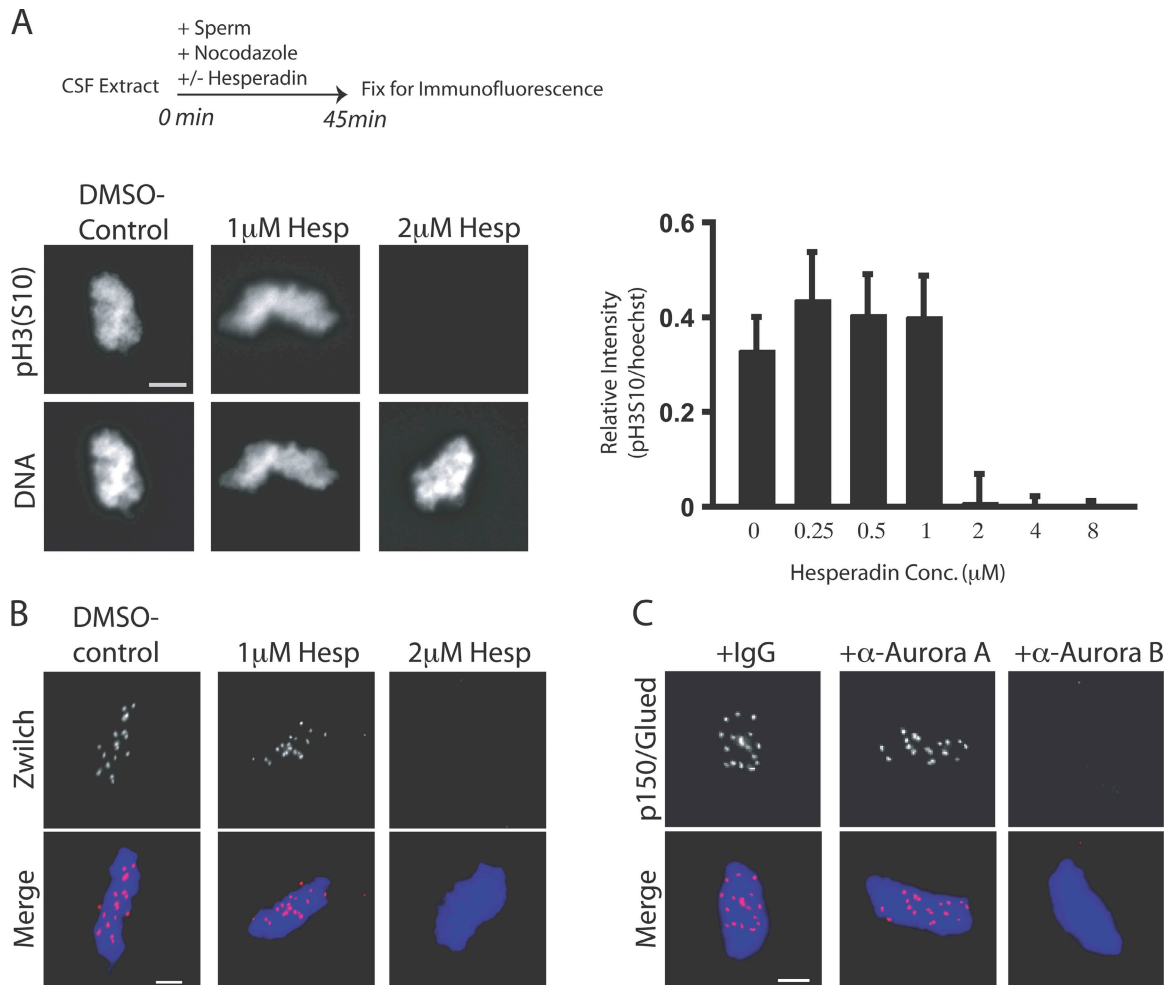 A
+ Sperm
+ Nocodazole
+/- Hesperadin
CSF Extract
Fix for Immunofluorescence
0 min
45min
DMSO-
Control
1μM Hesp
2μM Hesp
pH3(S10)
DNA
Relative Intensity
(pH3S10/hoechst)
0.6
0.4
0.2
0
0 0.25 0.5 1 2 4 8
Hesperadin Conc. (μM)
B
DMSO-
control
1μM Hesp
2μM Hesp
Zwilch
Merge
C
+IgG
+α-Aurora A
+α-Aurora B
p150/Glued
Merge